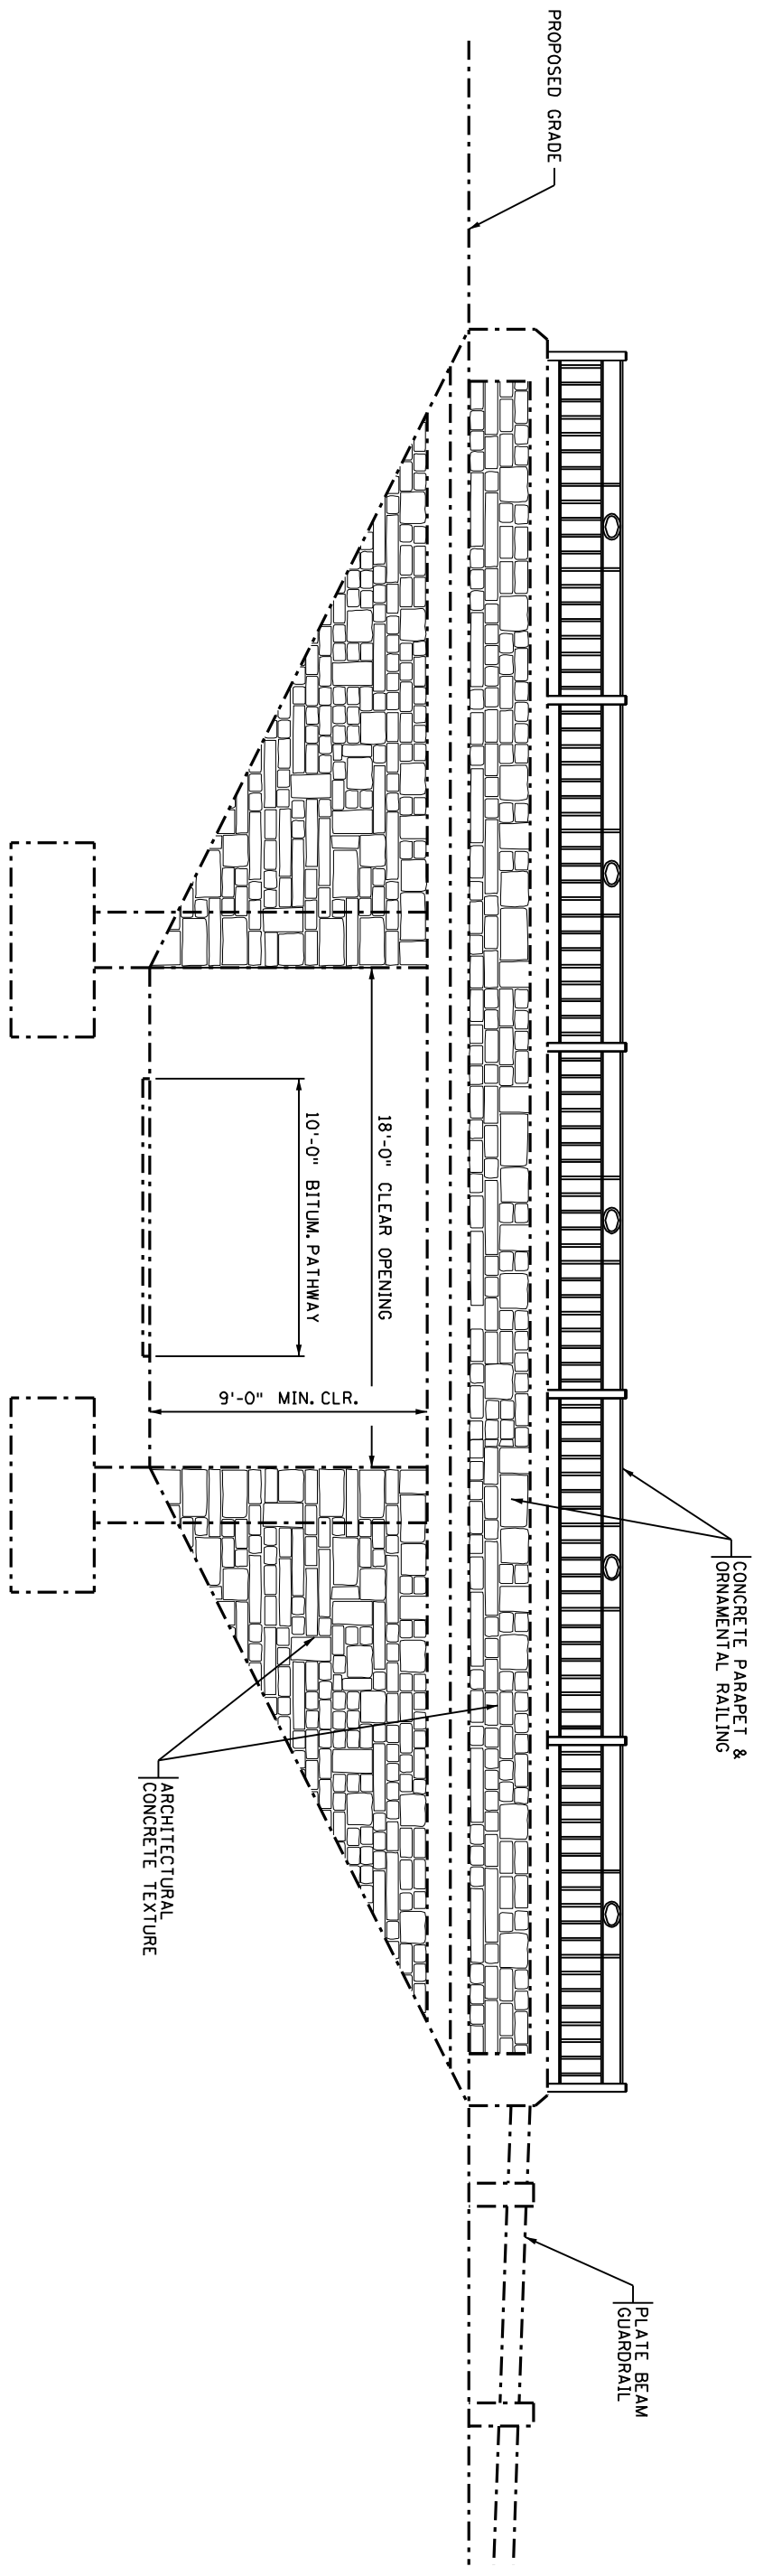 PROPOSED GRADE
CONCRETE PARAPET &
ORNAMENTAL RAILING
18'-0" CLEAR OPENING
10'-0" BITUM. PATHWAY
9'-0" MIN. CLR.
ARCHITECTURAL
CONCRETE TEXTURE
PLATE BEAM
GUARDRAIL